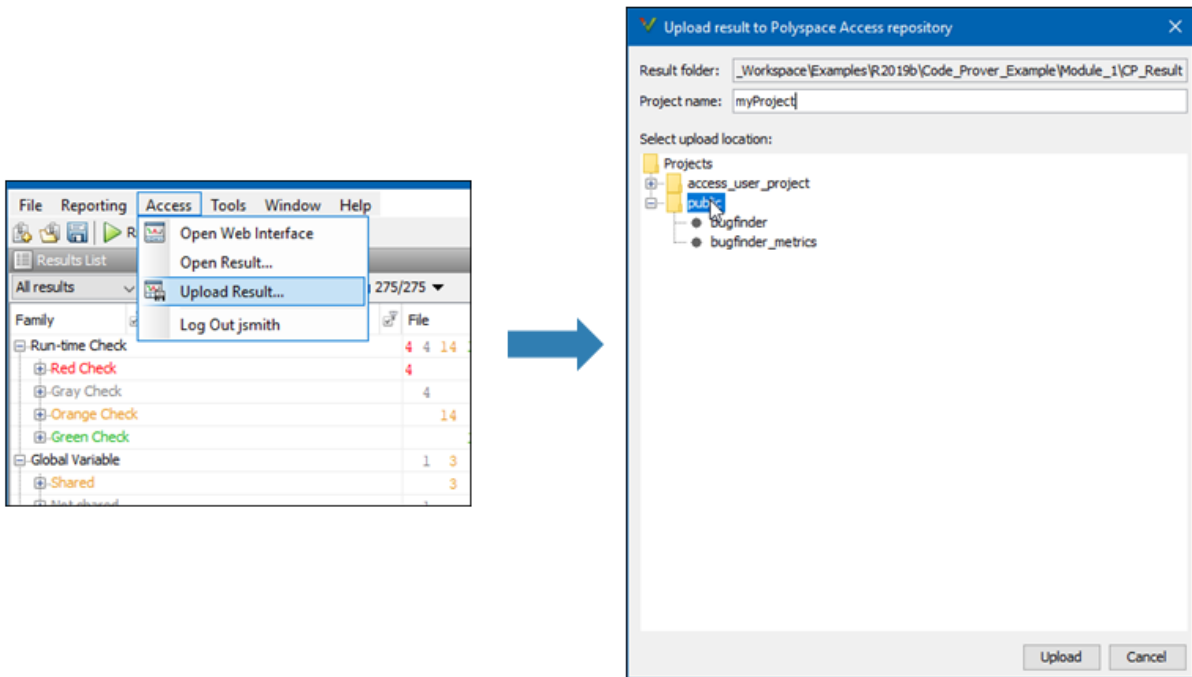 File Reporting Access Tools Window Help
Open Web Interface
Results List
Open Result...
All results
Upload Result...
275/275
Family
Log Out jsmith
File
Run-time Check 4 4 14
Red Check 4
Gray Check 4
Orange Check 14
Green Check
Global Variable 1 3
Shared 3
Not shared
Upload result to Polyspace Access repository
Result folder: _Workspace\Examples\R2019b\Code_Prover_Example\Module_1\CP_Result
Project name: myProject
Select upload location:
Projects
access_user_project
public
bugfinder
bugfinder_metrics
Upload Cancel